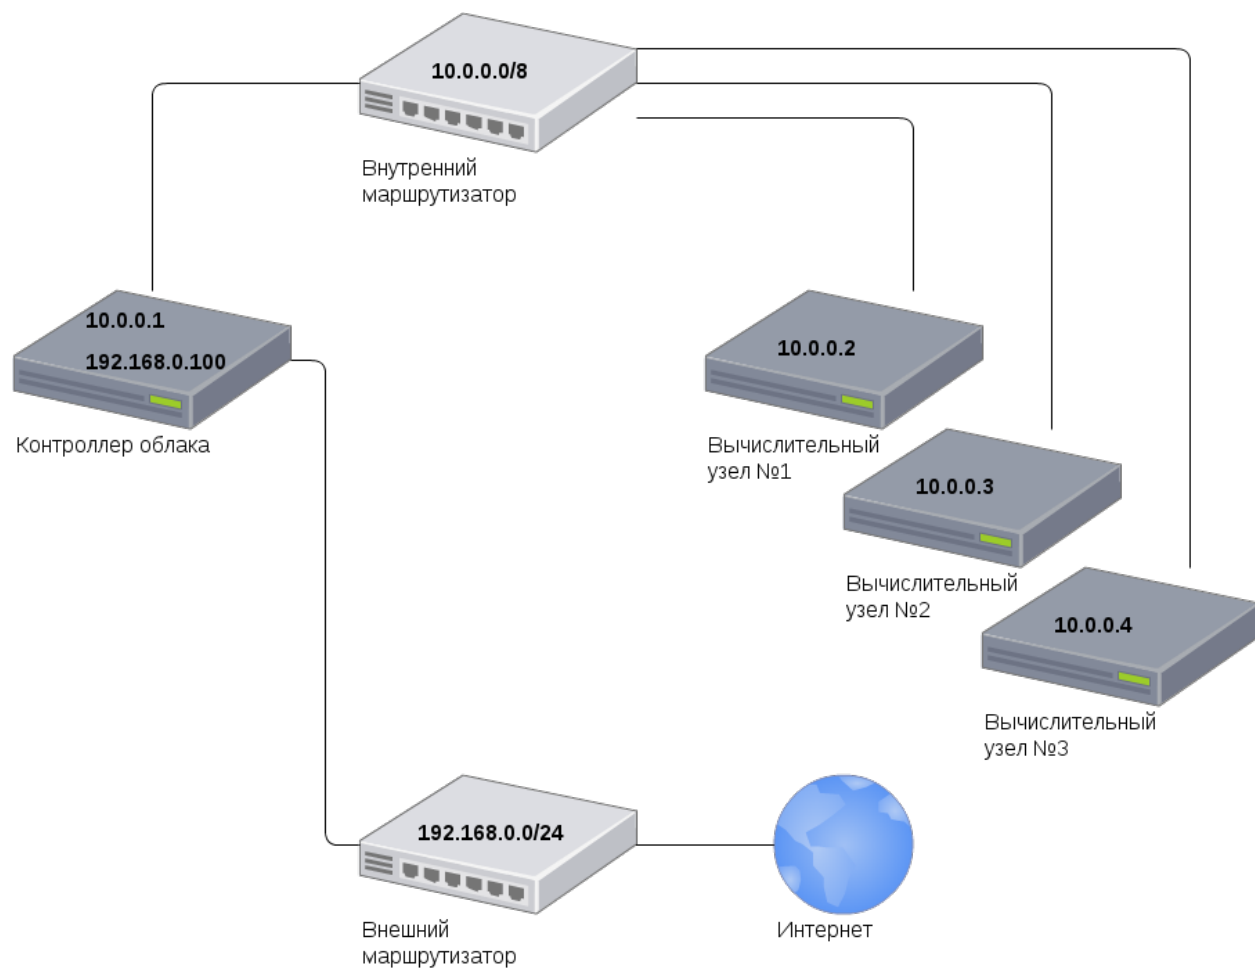 10.0.0.0/8
Внутренний
маршрутизатор
10.0.0.1
192.168.0.100
Контроллер облака
10.0.0.2
Вычислительный
узел №1
10.0.0.3
Вычислительный
узел №2
10.0.0.4
Вычислительный
узел №3
192.168.0.0/24
Внешний
маршрутизатор
Интернет